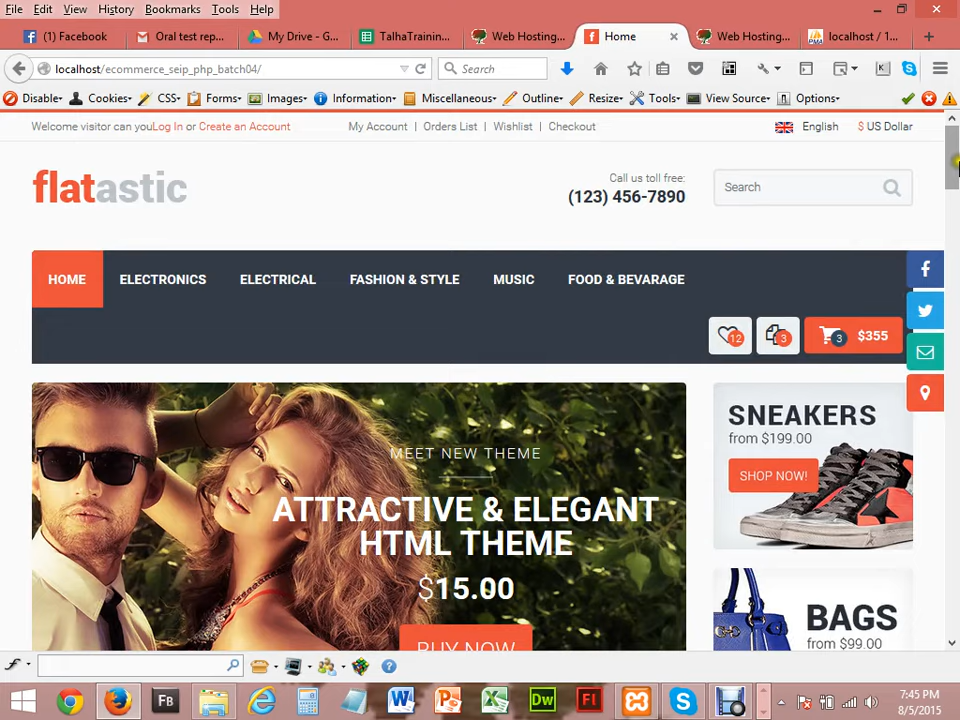 File Edit View History Bookmarks Tools Help
(1) Facebook
Oral test rep...
My Drive - G...
TalhaTrainin...
Web Hosting...
Home
Web Hosting...
localhost / 1...
localhost/ecommerce_seip_php_batch04/
Search
Disable Cookies CSS Forms Images Information Miscellaneous Outline Resize Tools View Source Options
Welcome visitor can youLog In or Create an Account
My Account | Orders List | Wishlist | Checkout
English
$ US Dollar
flatastic
Call us toll free:
(123) 456-7890
Search
HOME ELECTRONICS ELECTRICAL FASHION & STYLE MUSIC FOOD & BEVARAGE
12
3
3
$355
MEET NEW THEME
ATTRACTIVE & ELEGANT
HTML THEME
$15.00
BUY NOW
SNEAKERS
from $199.00
SHOP NOW!
BAGS
from $99.00
FB
Dw
Fl
7:45 PM
8/5/2015